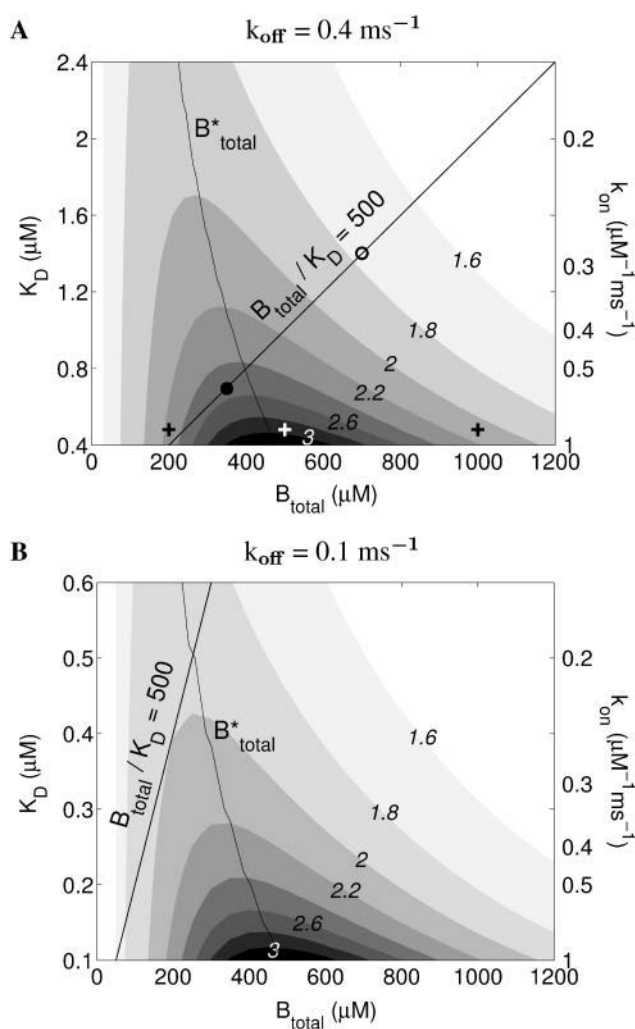 A
k_off = 0.4 ms⁻¹
2.4
2
1.6
1.2
0.8
0.4
K_D (μM)
B*_total
B_total / K_D = 500
1.6
1.8
2
2.2
2.6
3
0.2
0.3
0.4
0.5
1
k_on (μM⁻¹ms⁻¹)
0 200 400 600 800 1000 1200
B_total (μM)
B
k_off = 0.1 ms⁻¹
0.6
0.5
0.4
0.3
0.2
0.1
K_D (μM)
B_total / K_D = 500
B*_total
1.6
1.8
2
2.2
2.6
3
0.2
0.3
0.4
0.5
1
k_on (μM⁻¹ms⁻¹)
0 200 400 600 800 1000 1200
B_total (μM)